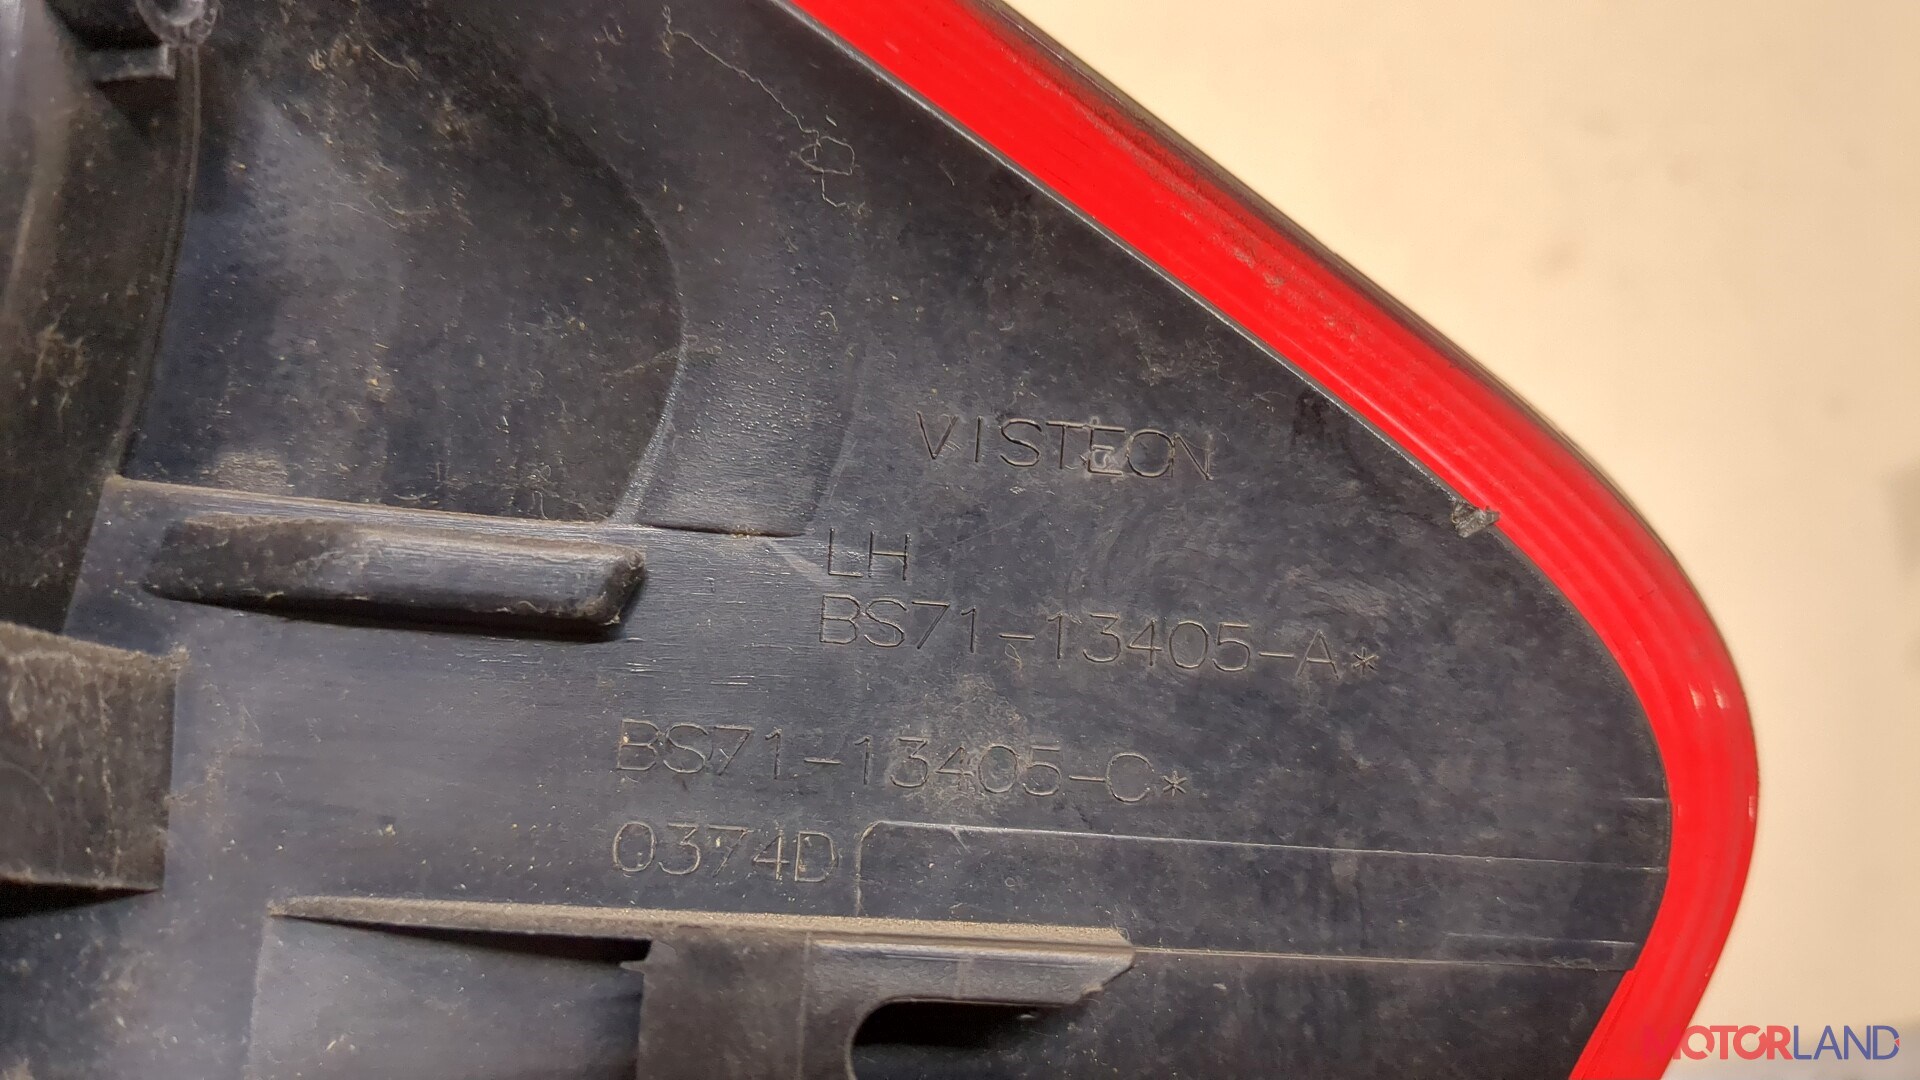 VISTEON
LH
BS71-13405-A*
BS71-13405-C*
0374D
MOTORLAND